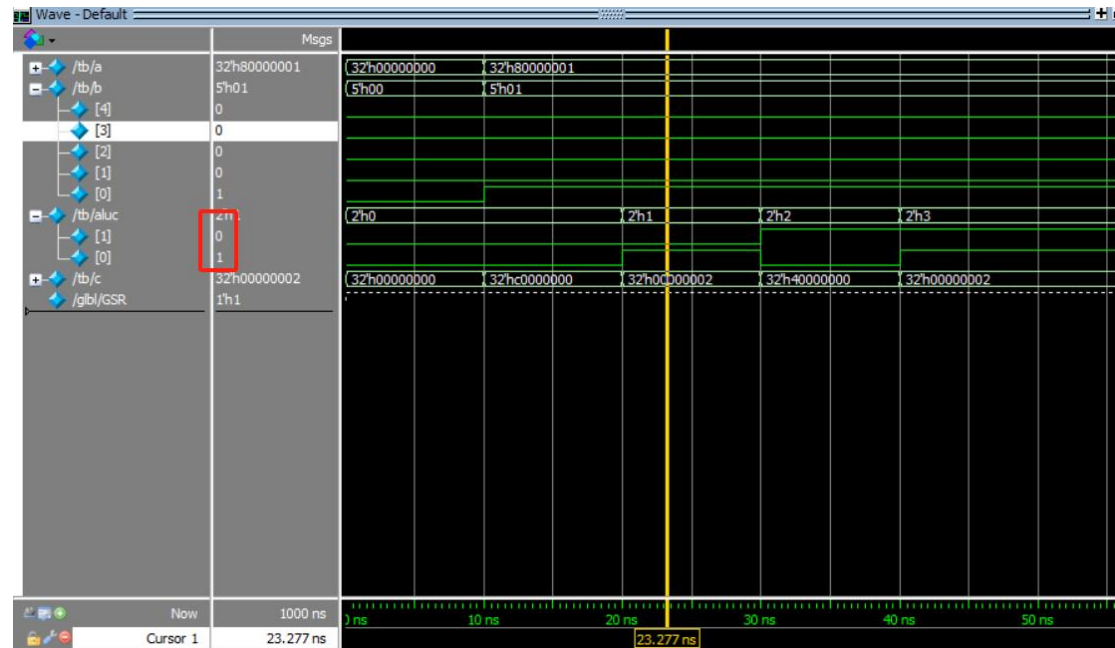 Wave - Default
Msgs
/tb/a 32'h80000001 32'h00000000 32'h80000001
/tb/b 5'h01 5'h00 5'h01
[4] 0
[3] 0
[2] 0
[1] 0
[0] 1
/tb/aluc 2'h1 2'h0 2'h1 2'h2 2'h3
[1] 0
[0] 1
/tb/c 32'h00000002 32'h00000000 32'hc0000000 32'h00000002 32'h40000000 32'h00000002
/glbl/GSR 1'h1
Now 1000 ns 10 ns 20 ns 30 ns 40 ns 50 ns
Cursor 1 23.277 ns 23.277 ns